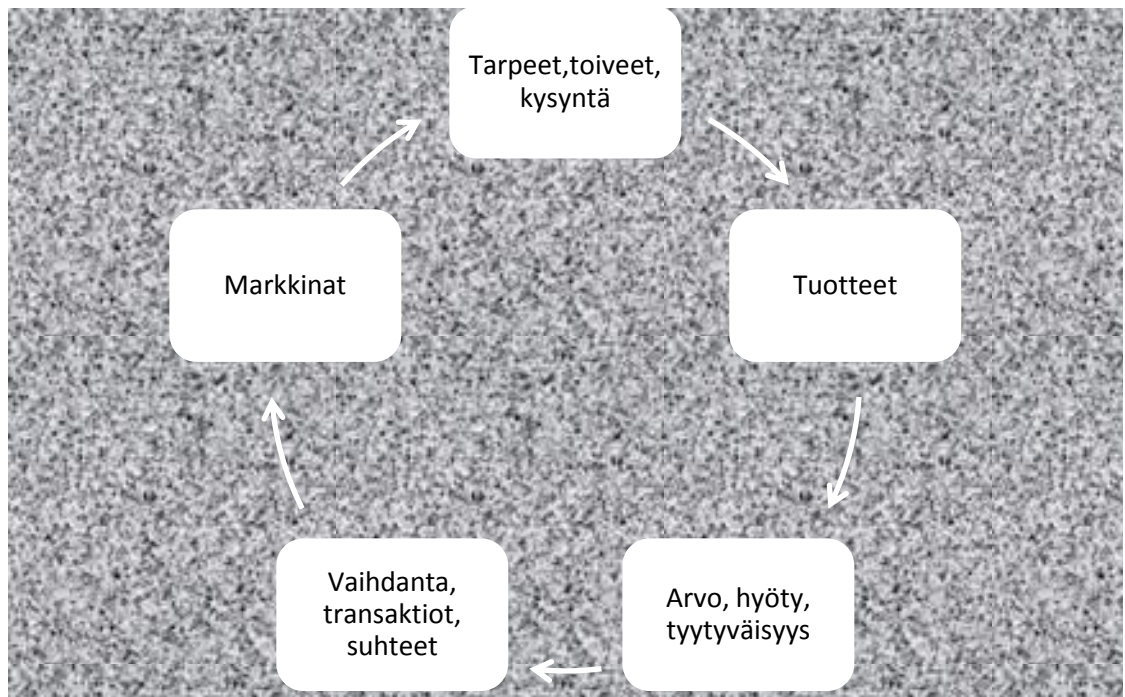 Tarpeet,toiveet,
kysyntä
Markkinat
Tuotteet
Vaihdanta,
transaktiot,
suhteet
Arvo, hyöty,
tyytyväisyys